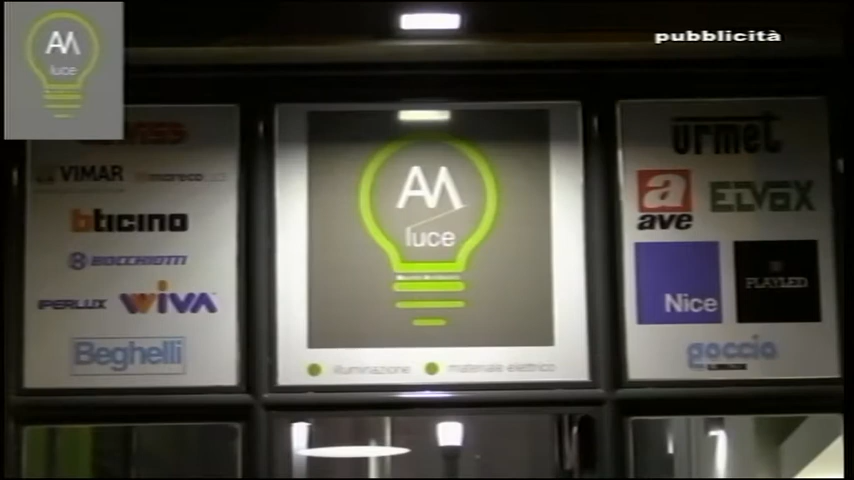 AM
luce
pubblicità
VIMAR
bticino
BOCCHIOTTI
IPERLUX
WIVA
Beghelli
AM
luce
illuminazione
materiale elettrico
urmet
ave
ELVOX
Nice
PLAYLED
goccia